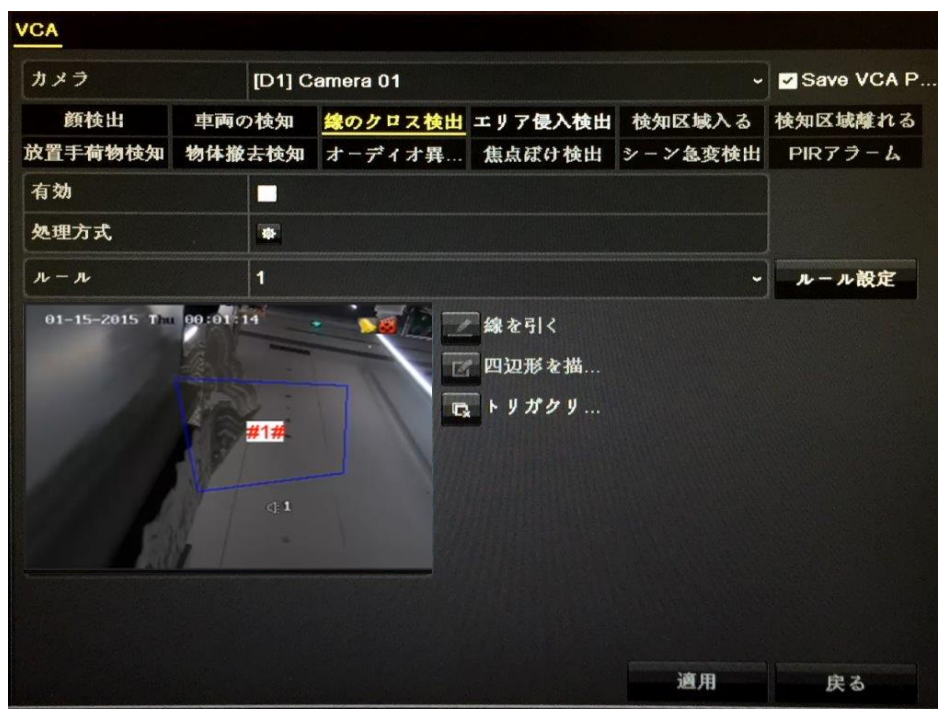 VCA
カメラ [D1] Camera 01 Save VCA P...
顔検出 車両の検知 線のクロス検出 エリア侵入検出 検知区域入る 検知区域離れる
放置手荷物検知 物体撤去検知 オーディオ異... 焦点ぼけ検出 シーン急変検出 PIRアラーム
有効
処理方式
ルール 1 ルール設定
01-15-2015 Thu 00:01:14
線を引く
四辺形を描...
トリガクリ...
#1#
1
適用 戻る